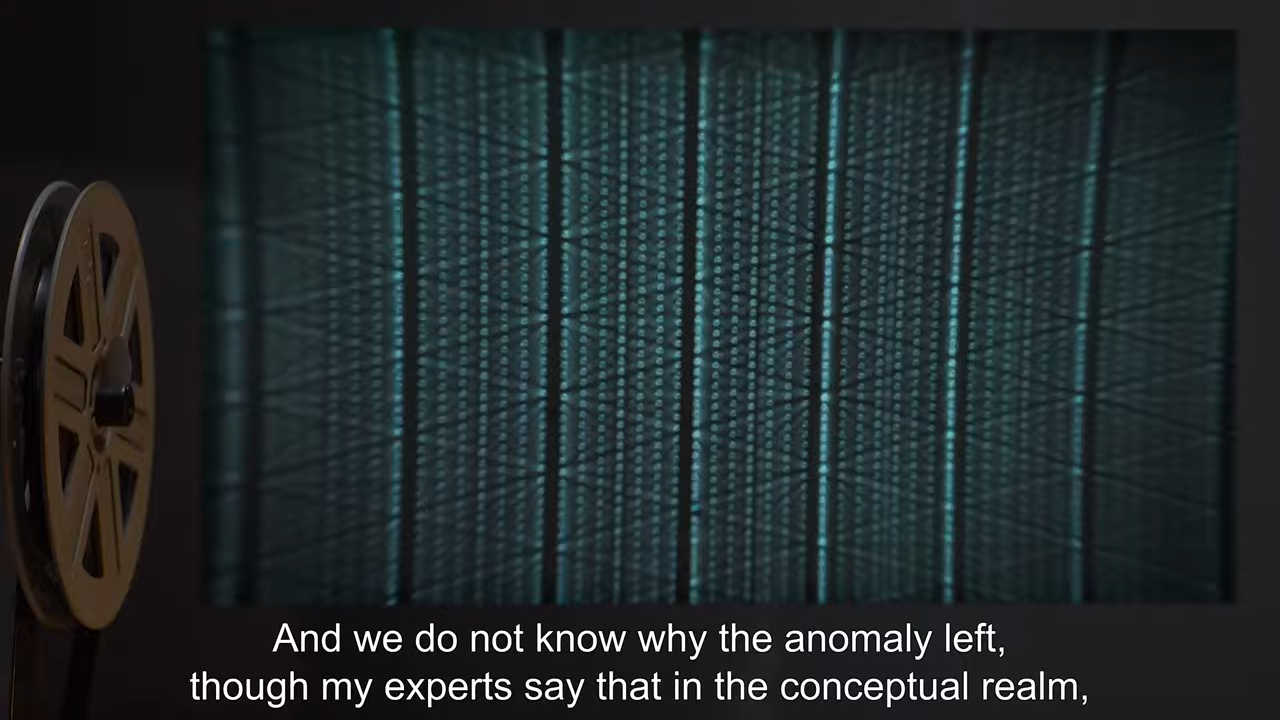 And we do not know why the anomaly left,
though my experts say that in the conceptual realm,